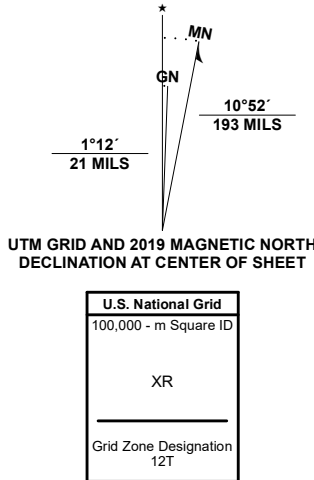 ★
MN
GN
1°12´
21 MILS
10°52´
193 MILS
UTM GRID AND 2019 MAGNETIC NORTH
DECLINATION AT CENTER OF SHEET
U.S. National Grid
100,000 - m Square ID
XR
Grid Zone Designation
12T